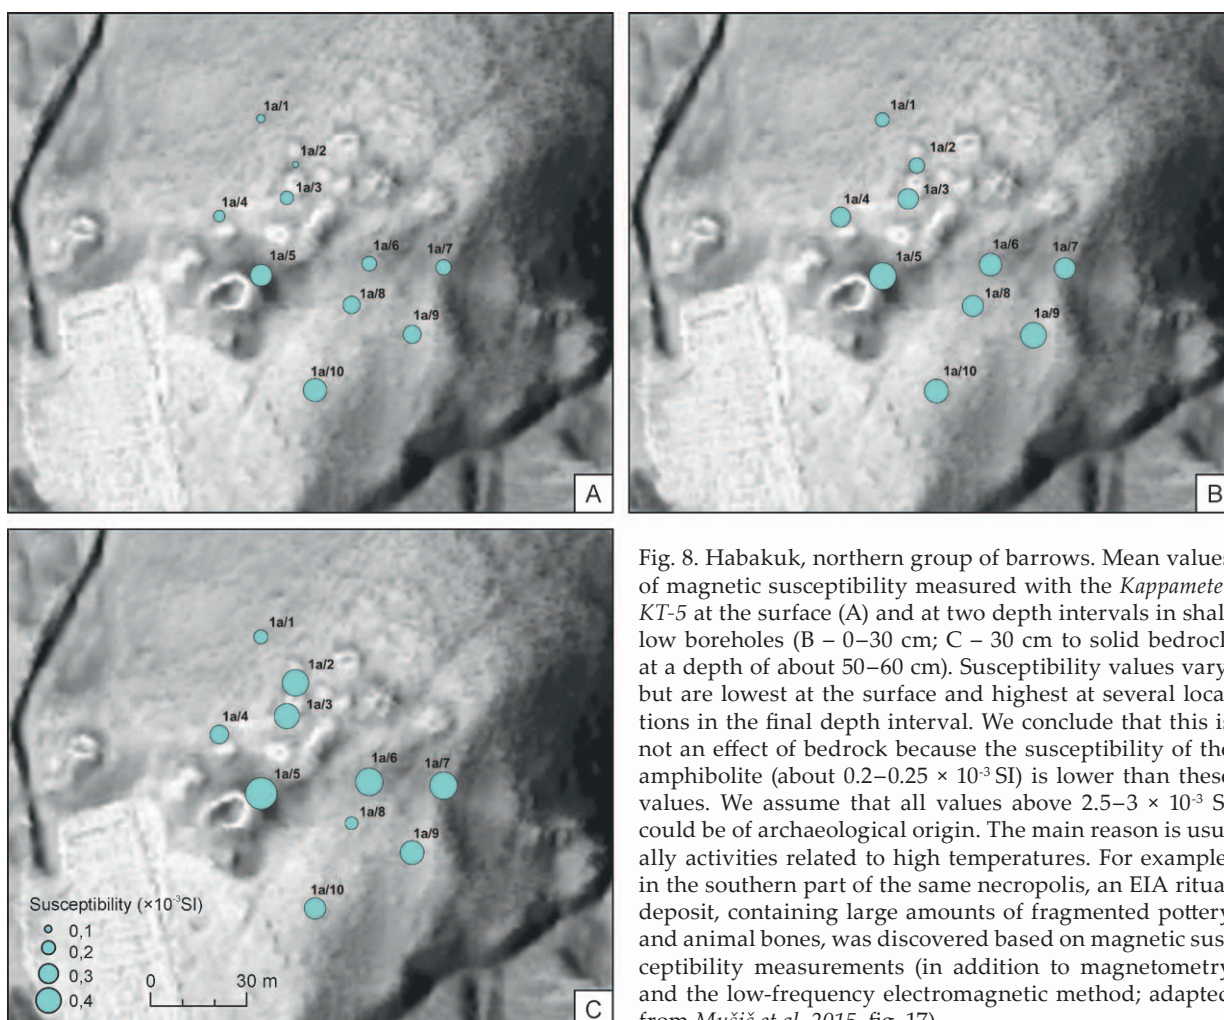 1a/1
1a/2
1a/3
1a/4
1a/5
1a/6
1a/7
1a/8
1a/9
1a/10
A
1a/1
1a/2
1a/3
1a/4
1a/5
1a/6
1a/7
1a/8
1a/9
1a/10
B
1a/1
1a/2
1a/3
1a/4
1a/5
1a/6
1a/7
1a/8
1a/9
1a/10
Susceptibility (×10⁻³SI)
0,1
0,2
0,3
0,4
0 30 m
C
Fig. 8. Habakuk, northern group of barrows. Mean values
of magnetic susceptibility measured with the Kappamete
KT-5 at the surface (A) and at two depth intervals in shal
low boreholes (B – 0–30 cm; C – 30 cm to solid bedrock
at a depth of about 50–60 cm). Susceptibility values vary
but are lowest at the surface and highest at several loca
tions in the final depth interval. We conclude that this is
not an effect of bedrock because the susceptibility of the
amphibolite (about 0.2–0.25 × 10⁻³ SI) is lower than these
values. We assume that all values above 2.5–3 × 10⁻³ S
could be of archaeological origin. The main reason is usu
ally activities related to high temperatures. For example
in the southern part of the same necropolis, an EIA ritua
deposit, containing large amounts of fragmented pottery
and animal bones, was discovered based on magnetic sus
ceptibility measurements (in addition to magnetometry
and the low-frequency electromagnetic method; adapted
from Mušič et al. 2015, fig. 17)